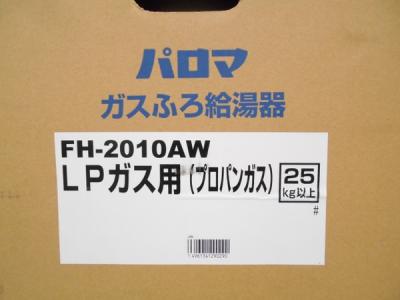 パロマ
ガスふろ給湯器
FH-2010AW
LPガス用(プロパンガス) 25
kg以上
#